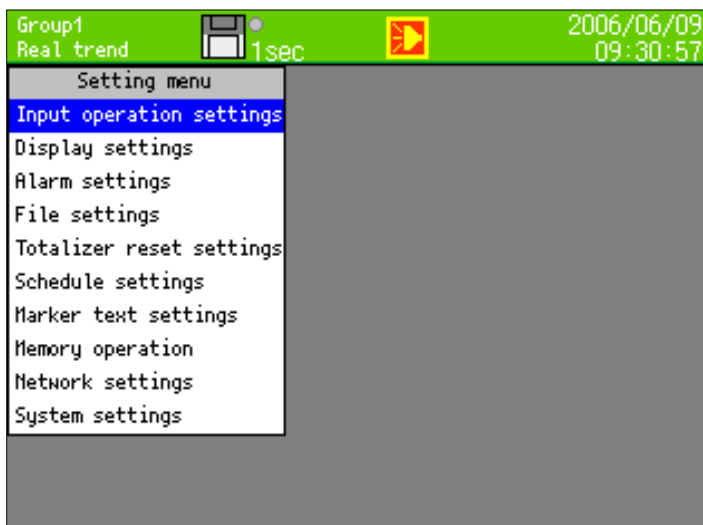 Group1
Real trend
1sec
2006/06/09
09:30:57
Setting menu
Input operation settings
Display settings
Alarm settings
File settings
Totalizer reset settings
Schedule settings
Marker text settings
Memory operation
Network settings
System settings